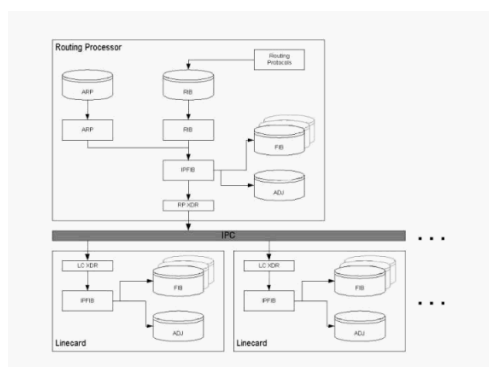 Routing Processor
Routing
Protocols
ARP
RIB
ARP
RIB
FIB
IPFIB
ADJ
RP XDR
IPC
LC XDR
LC XDR
FIB
FIB
IPFIB
IPFIB
ADJ
ADJ
Linecard
Linecard